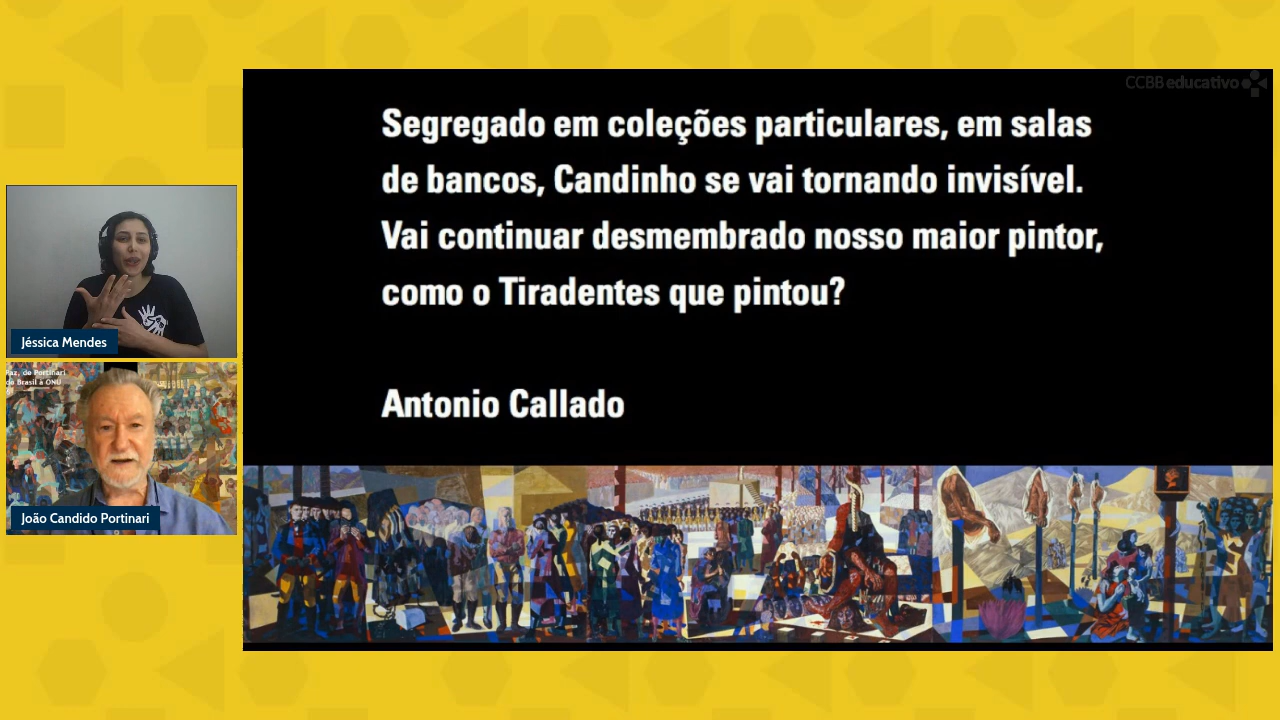 CCBB educativo
Segregado em coleções particulares, em salas
de bancos, Candinho se vai tornando invisível.
Vai continuar desmembrado nosso maior pintor,
como o Tiradentes que pintou?
Antonio Callado
Jéssica Mendes
Paz, de Portinari
do Brasil à ONU
João Candido Portinari